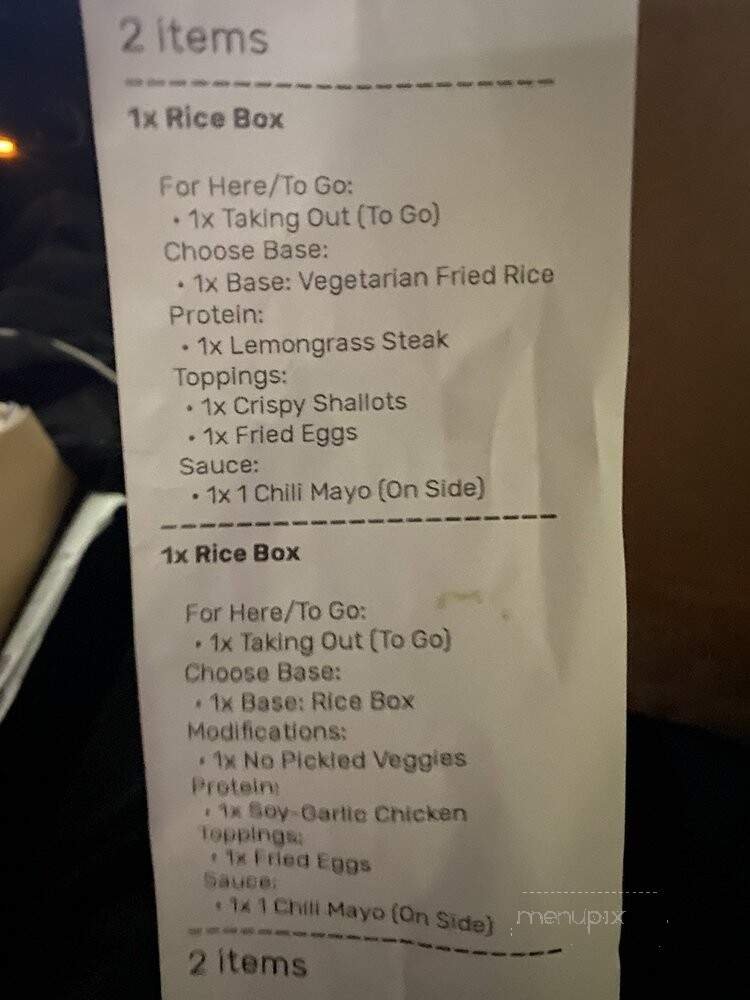 2 items
1x Rice Box
For Here/To Go:
• 1x Taking Out (To Go)
Choose Base:
• 1x Base: Vegetarian Fried Rice
Protein:
• 1x Lemongrass Steak
Toppings:
• 1x Crispy Shallots
• 1x Fried Eggs
Sauce:
• 1x 1 Chili Mayo (On Side)
1x Rice Box
For Here/To Go:
• 1x Taking Out (To Go)
Choose Base:
• 1x Base: Rice Box
Modifications:
• 1x No Pickled Veggies
Protein:
• 1x Soy-Garlic Chicken
Toppings:
• 1x Fried Eggs
Sauce:
• 1x 1 Chili Mayo (On Side)
2 items
menupix